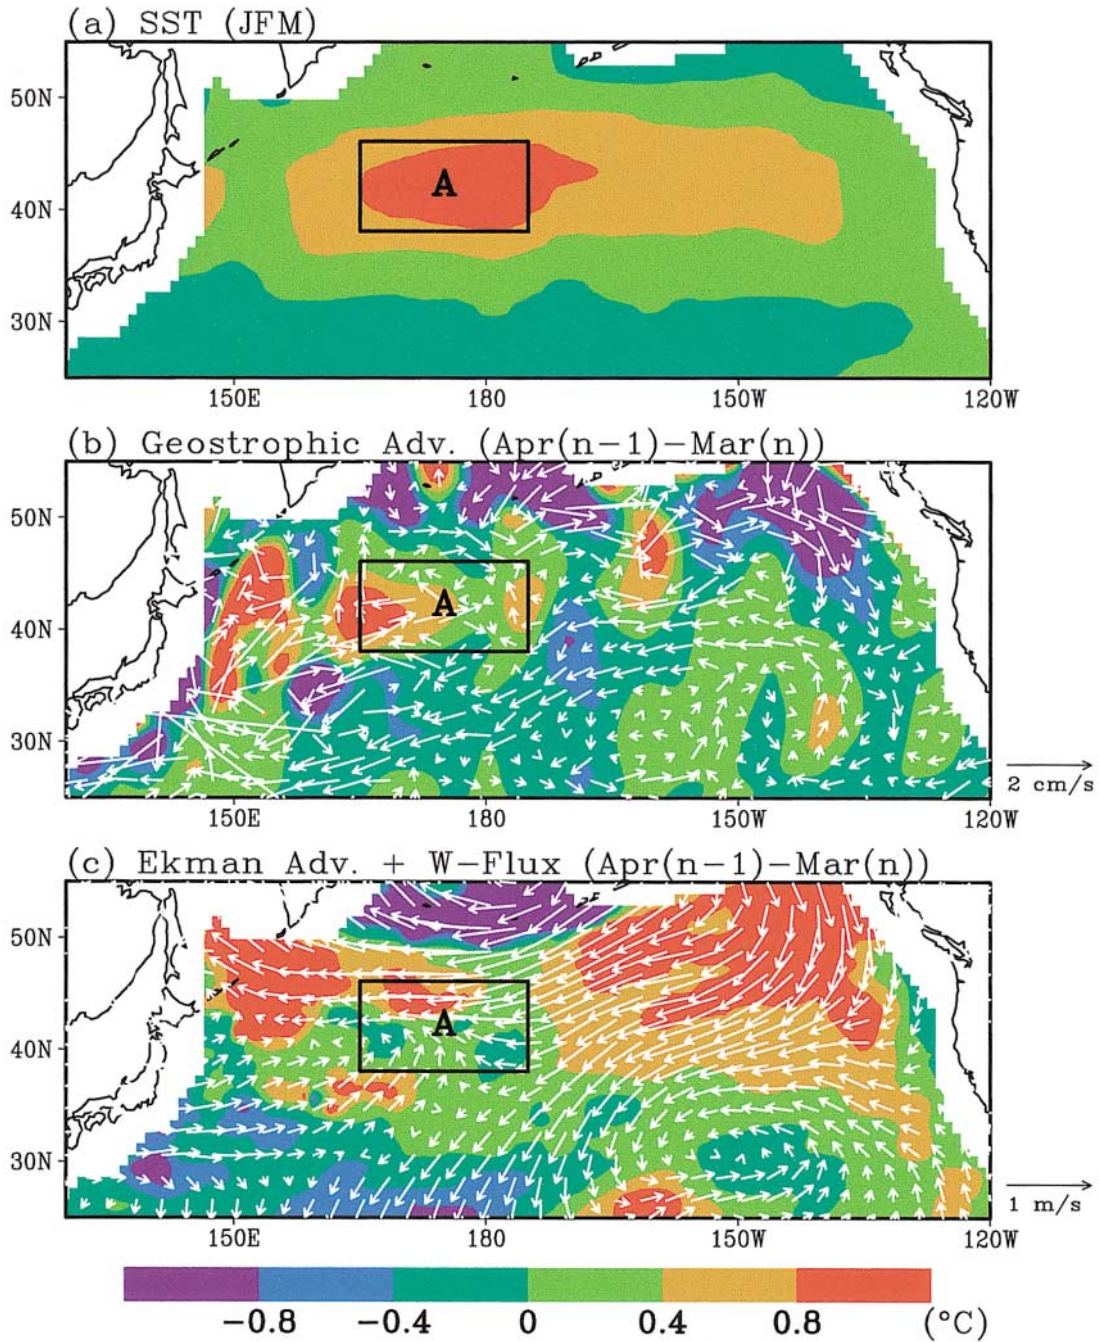 (a) SST (JFM)
50N
40N
30N
A
150E 180 150W 120W
(b) Geostrophic Adv. (Apr(n-1)-Mar(n))
50N
40N
30N
A
2 cm/s
150E 180 150W 120W
(c) Ekman Adv. + W-Flux (Apr(n-1)-Mar(n))
50N
40N
30N
A
1 m/s
150E 180 150W 120W
-0.8 -0.4 0 0.4 0.8 (°C)